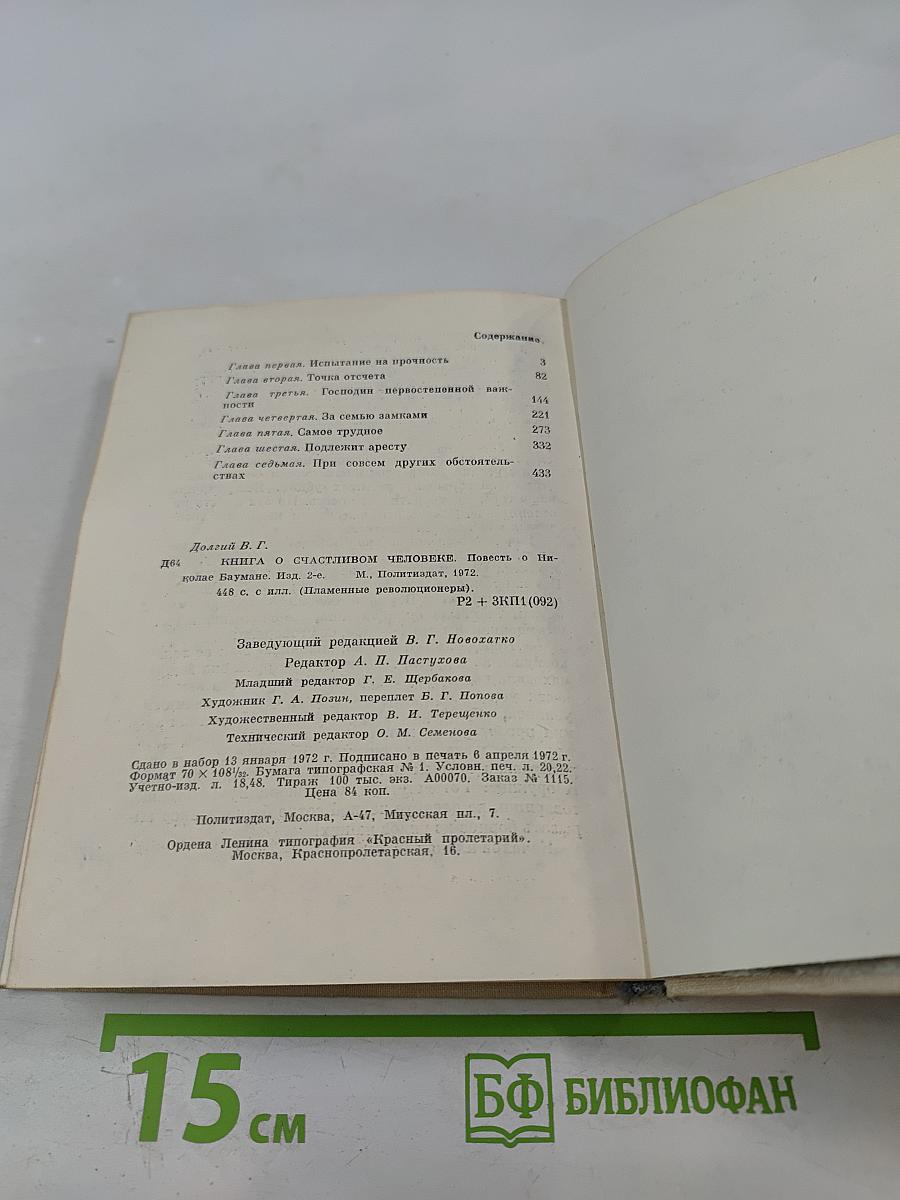 Содержание
Глава первая. Испытание на прочность 3
Глава вторая. Точка отсчета 82
Глава третья. Господин первостепенной важ-
ности 144
Глава четвертая. За семью замками 221
Глава пятая. Самое трудное 273
Глава шестая. Подлежит аресту 332
Глава седьмая. При совсем других обстоятель-
ствах 433
Долгий В. Г.
Д64 КНИГА О СЧАСТЛИВОМ ЧЕЛОВЕКЕ. Повесть о Ни-
колае Баумане. Изд. 2-е. М., Политиздат, 1972.
448 с. с илл. (Пламенные революционеры).
Р2 + 3КП1(092)
Заведующий редакцией В. Г. Новохатко
Редактор А. П. Пастухова
Младший редактор Г. Е. Щербакова
Художник Г. А. Позин, переплет Б. Г. Попова
Художественный редактор В. И. Терещенко
Технический редактор О. М. Семенова
Сдано в набор 13 января 1972 г. Подписано в печать 6 апреля 1972 г.
Формат 70 × 108 1/32. Бумага типографская № 1. Условн. печ. л. 20,22.
Учетно-изд. л. 18,48. Тираж 100 тыс. экз. А00070. Заказ № 1115.
Цена 84 коп.
Политиздат, Москва, А-47, Миусская пл., 7.
Ордена Ленина типография «Красный пролетарий».
Москва, Краснопролетарская, 16.
15 см
БФ БИБЛИОФАН